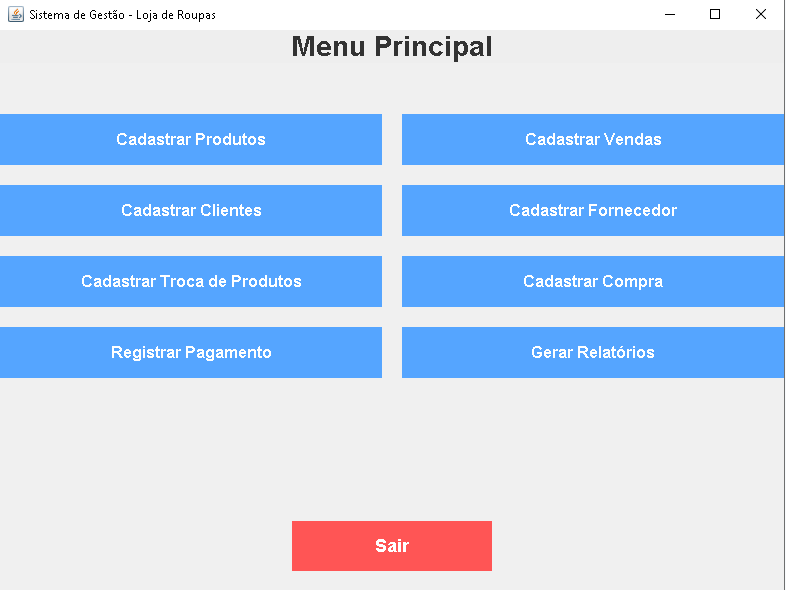 Sistema de Gestão - Loja de Roupas
Menu Principal
Cadastrar Produtos
Cadastrar Vendas
Cadastrar Clientes
Cadastrar Fornecedor
Cadastrar Troca de Produtos
Cadastrar Compra
Registrar Pagamento
Gerar Relatórios
Sair